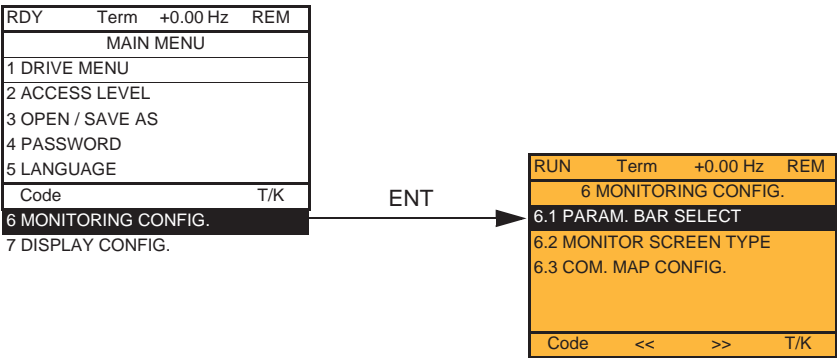 RDY Term +0.00 Hz REM
MAIN MENU
1 DRIVE MENU
2 ACCESS LEVEL
3 OPEN / SAVE AS
4 PASSWORD
5 LANGUAGE
Code T/K
6 MONITORING CONFIG.
7 DISPLAY CONFIG.
ENT
RUN Term +0.00 Hz REM
6 MONITORING CONFIG.
6.1 PARAM. BAR SELECT
6.2 MONITOR SCREEN TYPE
6.3 COM. MAP CONFIG.
Code << >> T/K